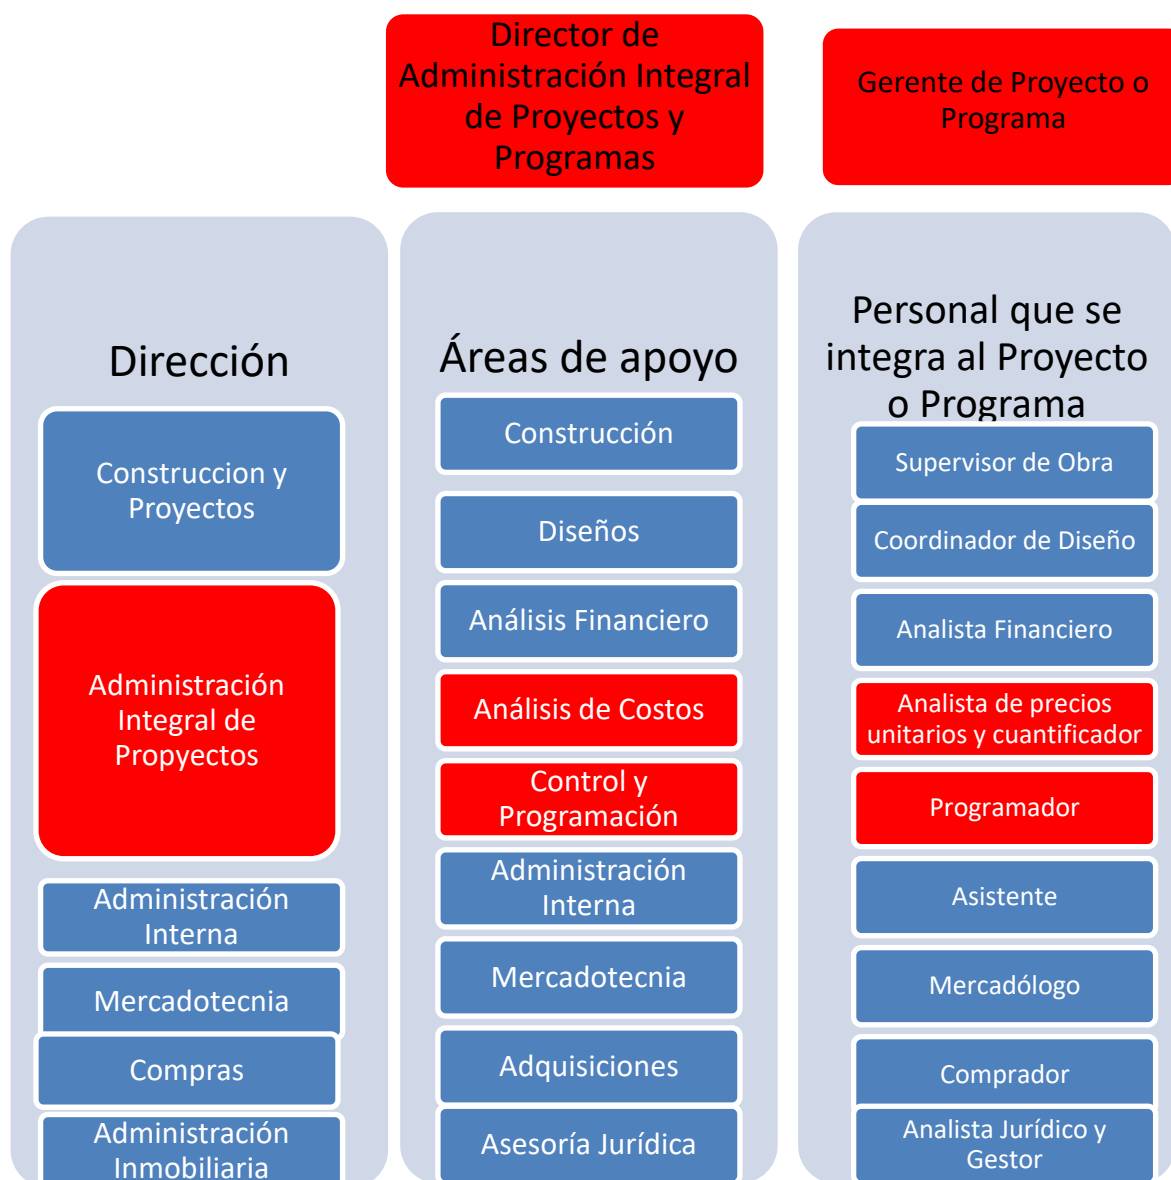 Director de
Administración Integral
de Proyectos y
Programas
Gerente de Proyecto o
Programa
Dirección
Construccion y
Proyectos
Administración
Integral de
Propyectos
Administración
Interna
Mercadotecnia
Compras
Administración
Inmobiliaria
Áreas de apoyo
Construcción
Diseños
Análisis Financiero
Análisis de Costos
Control y
Programación
Administración
Interna
Mercadotecnia
Adquisiciones
Asesoría Jurídica
Personal que se
integra al Proyecto
o Programa
Supervisor de Obra
Coordinador de Diseño
Analista Financiero
Analista de precios
unitarios y cuantificador
Programador
Asistente
Mercadólogo
Comprador
Analista Jurídico y
Gestor